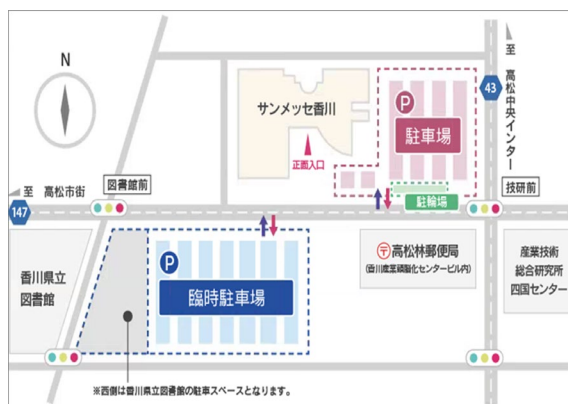 N
サンメッセ香川
正面入口
P
駐車場
駐輪場
43
至 高松中央インター
技研前
至 高松市街
図書館前
147
香川県立
図書館
P
臨時駐車場
〒高松林邮便局
(香川産業頭脳化センタービル内)
産業技術
総合研究所
四国センター
※西側は香川県立図書館の駐車スペースとなります。